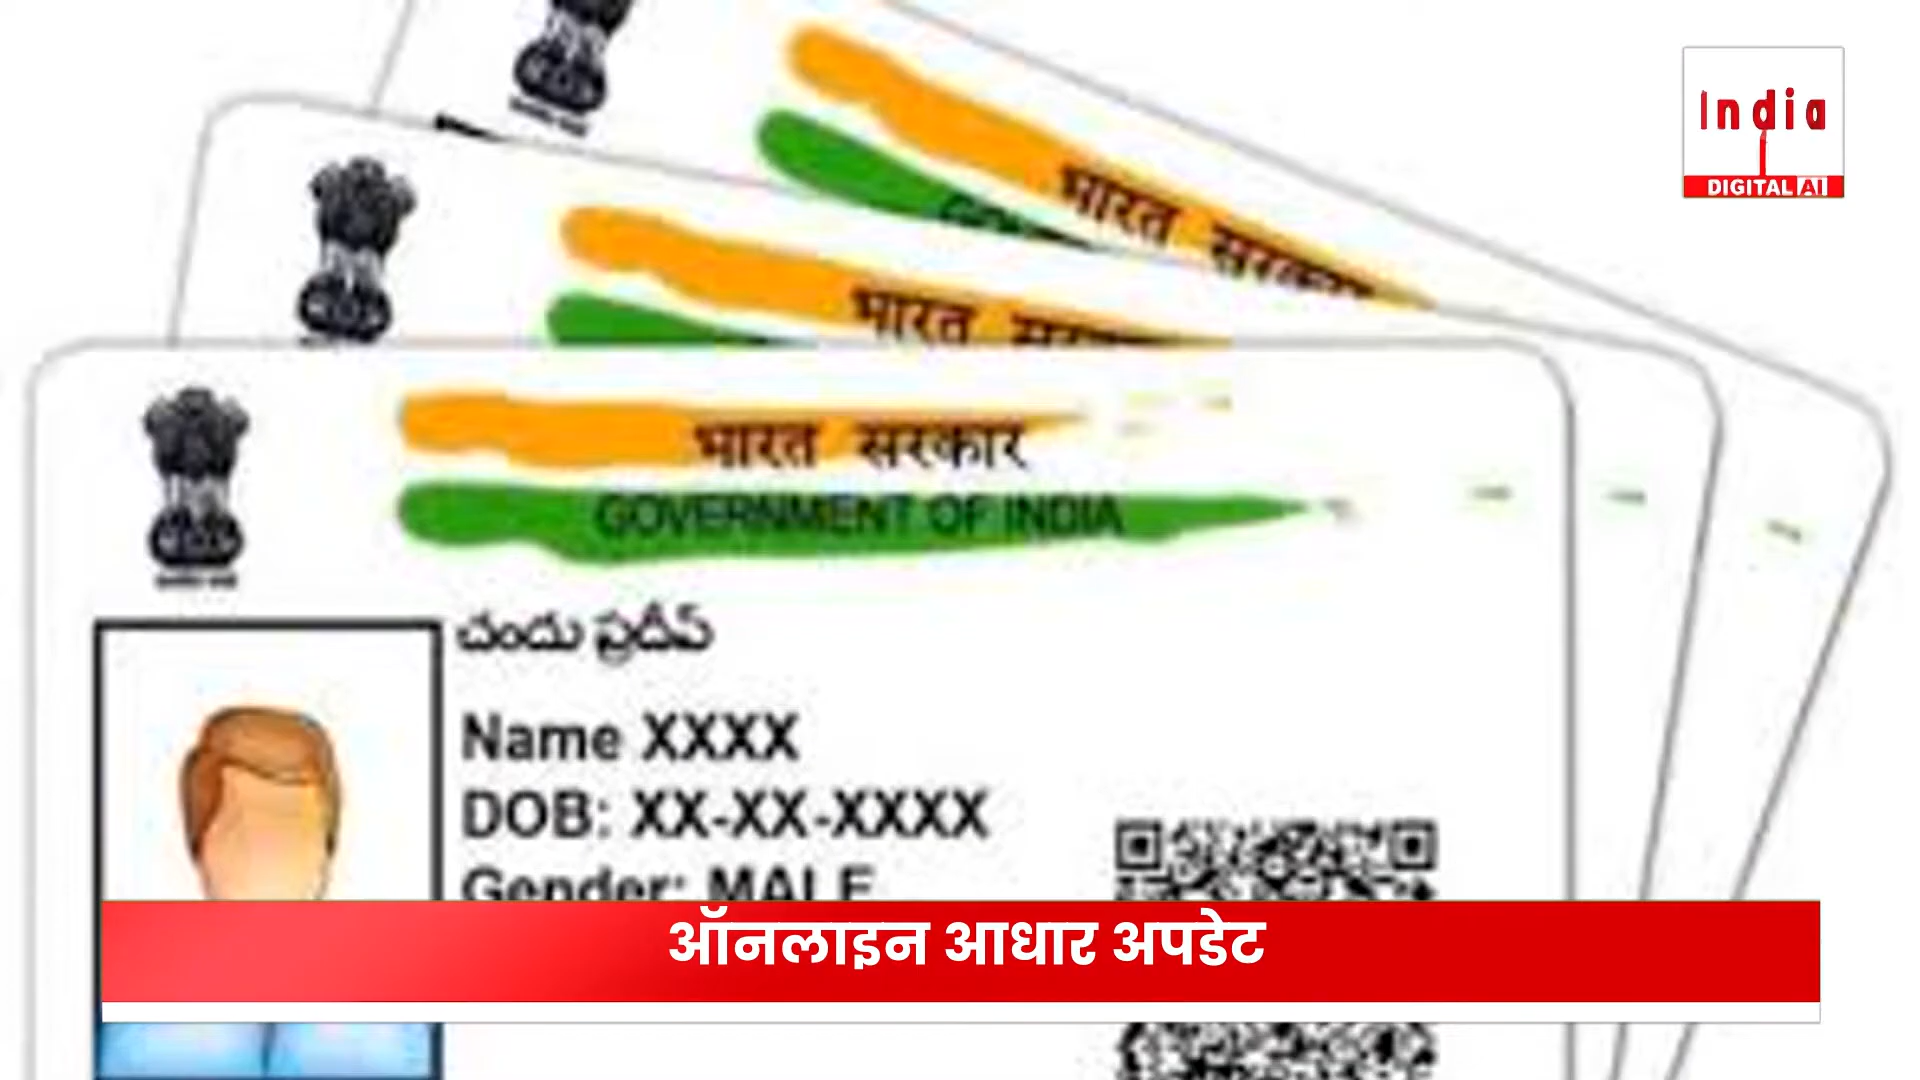 भारत सरकार
India
DIGITAL AI
भारत
भारत सरकार
GOVERNMENT OF INDIA
చందు ప్రదీప్
Name XXXX
DOB: XX-XX-XXXX
Gender: MALE
ऑनलाइन आधार अपडेट